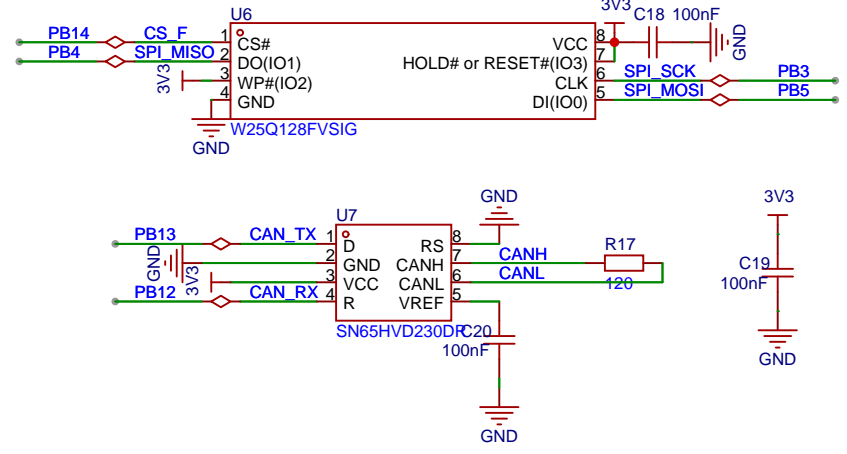 U6
3V3
C18 100nF
PB14 CS_F 1 CS# VCC 8
PB4 SPI_MISO 2 DO(IO1) HOLD# or RESET#(IO3) 7
3V3 3 WP#(IO2) CLK 6 SPI_SCK PB3
4 GND DI(IO0) 5 SPI_MOSI PB5
GND
W25Q128FVSIG
GND
GND
3V3
U7
PB13 CAN_TX 1 D RS 8
GND 2 GND CANH 7 CANH R17
3V3 3 VCC CANL 6 CANL 120
PB12 CAN_RX 4 R VREF 5
C19
100nF
SN65HVD230DR
C20
100nF
GND
GND